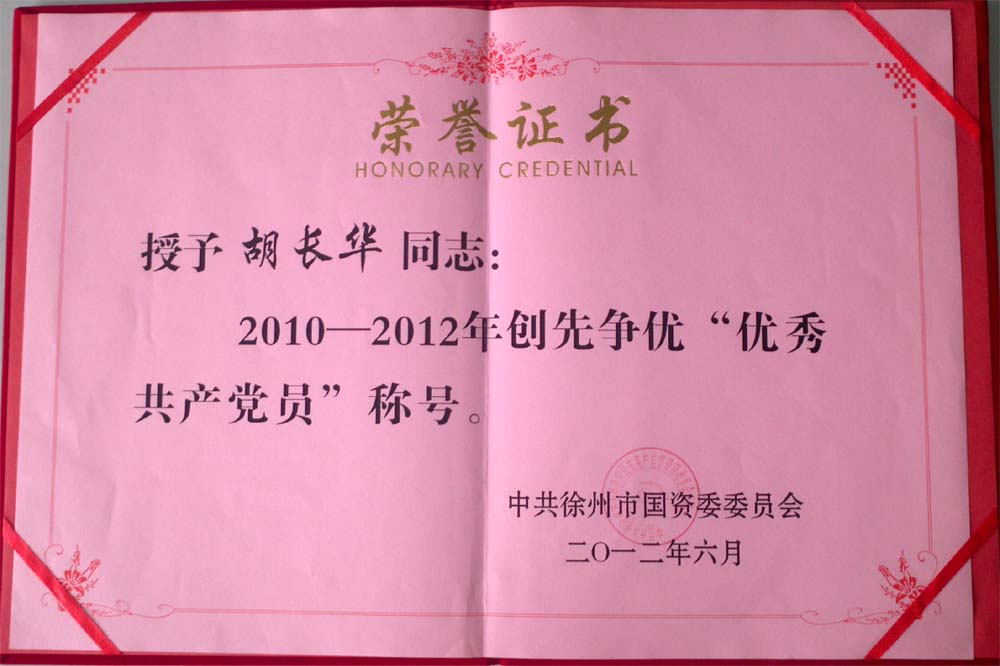 荣誉证书
HONORARY CREDENTIAL
授予 胡长华 同志：
2010—2012年创先争优“优秀
共产党员”称号。
中共徐州市国资委委员会
二〇一二年六月